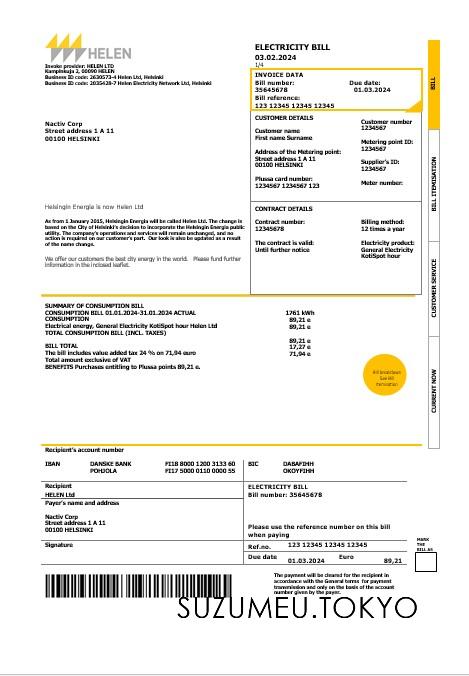 HELEN
Invoke provider: HELEN LTD
Kampinkuja 2, 00090 HELEN
Business ID code: 2630573-4 Helen Ltd, Helsinki
Business ID code: 2035428-7 Helen Electricity Network Ltd, Helsinki
ELECTRICITY BILL
03.02.2024
1/4
INVOICE DATA
Bill number: Due date:
35645678 01.03.2024
Bill reference:
123 12345 12345 12345
Nactiv Corp
Street address 1 A 11
00100 HELSINKI
CUSTOMER DETAILS
Customer name
First name Surname
Address of the Metering point:
Street address 1 A 11
00100 HELSINKI
Plussa card number:
1234567 1234567 123
Customer number
1234567
Metering point ID:
1234567
Supplier's ID:
1234567
Meter number:
Helsingin Energia is now Helen Ltd
As from 1 January 2015, Helsingin Energia will be called Helen Ltd. The change is
based on the City of Helsinki's decision to incorporate the Helsingin Energia public
utility. The company's operations and services will remain unchanged, and no
action is required on our customer's part. Our look is also be updated as a result
of the name change.
We offer our customers the best city energy in the world. Please fund further
information in the inclosed leaflet.
CONTRACT DETAILS
Contract number:
12345678
The contract is valid:
Until further notice
Billing method:
12 times a year
Electricity product:
General Electricity
KotiSpot hour
BILL
BILL ITEMISATION
CUSTOMER SERVICE
CURRENT NOW
SUMMARY OF CONSUMPTION BILL
CONSUMPTION BILL 01.01.2024-31.01.2024 ACTUAL 1761 kWh
CONSUMPTION 89,21 e
Electrical energy, General Electricity KotiSpot hour Helen Ltd 89,21 e
TOTAL CONSUMPTION BILL (INCL. TAXES)
89,21 e
BILL TOTAL 17,27 e
The bill includes value added tax 24 % on 71,94 euro 71,94 e
Total amount exclusive of VAT
BENEFITS Purchases entitling to Plussa points 89,21 e.
Bill breakdown
See Bill
itemisation
Recipient's account number
IBAN DANSKE BANK FI18 8000 1200 3133 60 BIC DABAFIHH
POHJOLA FI17 5000 0110 0000 55 OKOYFIHH
Recipient
HELEN Ltd
ELECTRICITY BILL
Bill number: 35645678
Payer's name and address
Nactiv Corp
Street address 1 A 11
00100 HELSINKI
Please use the reference number on this bill
when paying
Signature
Ref.no. 123 12345 12345 12345
Due date 01.03.2024 Euro 89,21
MARK
THE
BILL AS
The payment will be cleared for the recipient in
accordance with the General terms for payment
transmission and only on the basis of the account
number given by the payer.
SUZUMEU.TOKYO